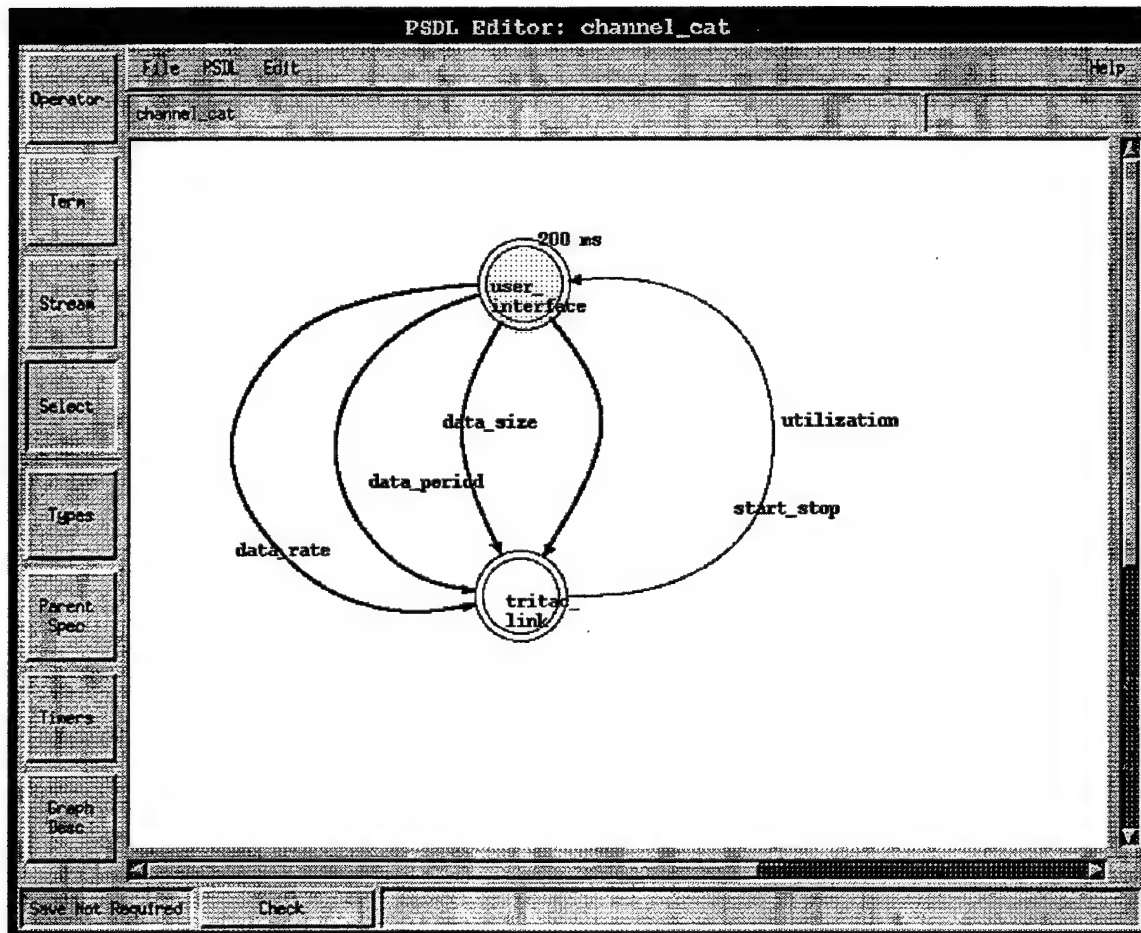 PSDL Editor: channel_cat
File PSDL Edit Help
Operator
channel_cat
Term
Stream
Select
Types
Parent
Spec
Timers
Graph
Desc
200 ms
user_
interface
data_size
utilization
data_period
start_stop
data_rate
tritac_
link
Save Not Required
Check